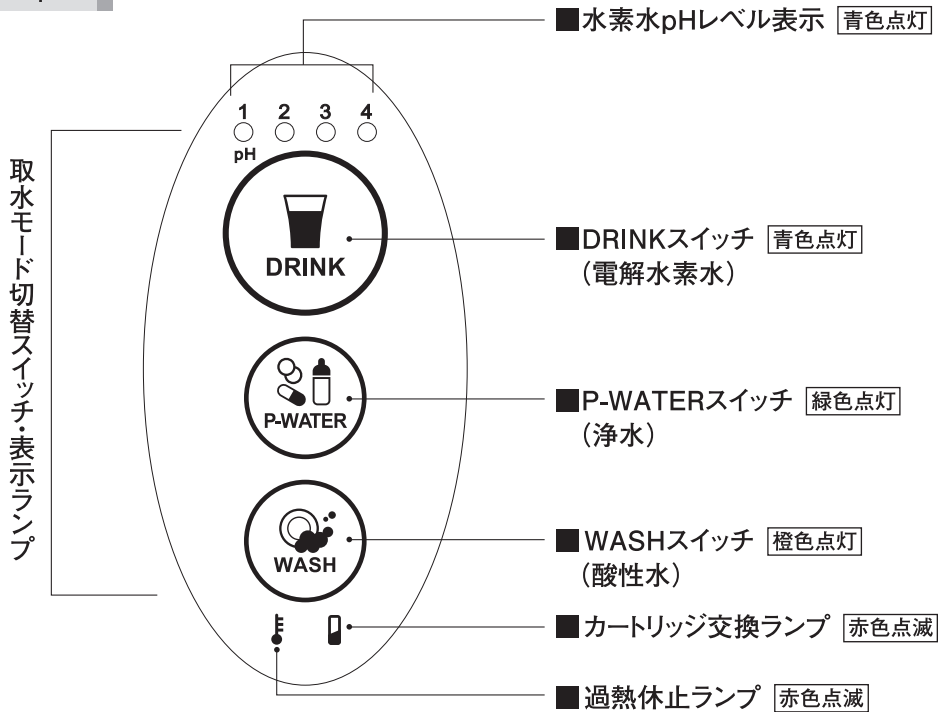 ■水素水pHレベル表示 青色点灯
1 2 3 4
pH
取水モード切替スイッチ・表示ランプ
DRINK
■DRINKスイッチ 青色点灯
(電解水素水)
P-WATER
■P-WATERスイッチ 緑色点灯
(浄水)
WASH
■WASHスイッチ 橙色点灯
(酸性水)
■カートリッジ交換ランプ 赤色点滅
■過熱休止ランプ 赤色点滅